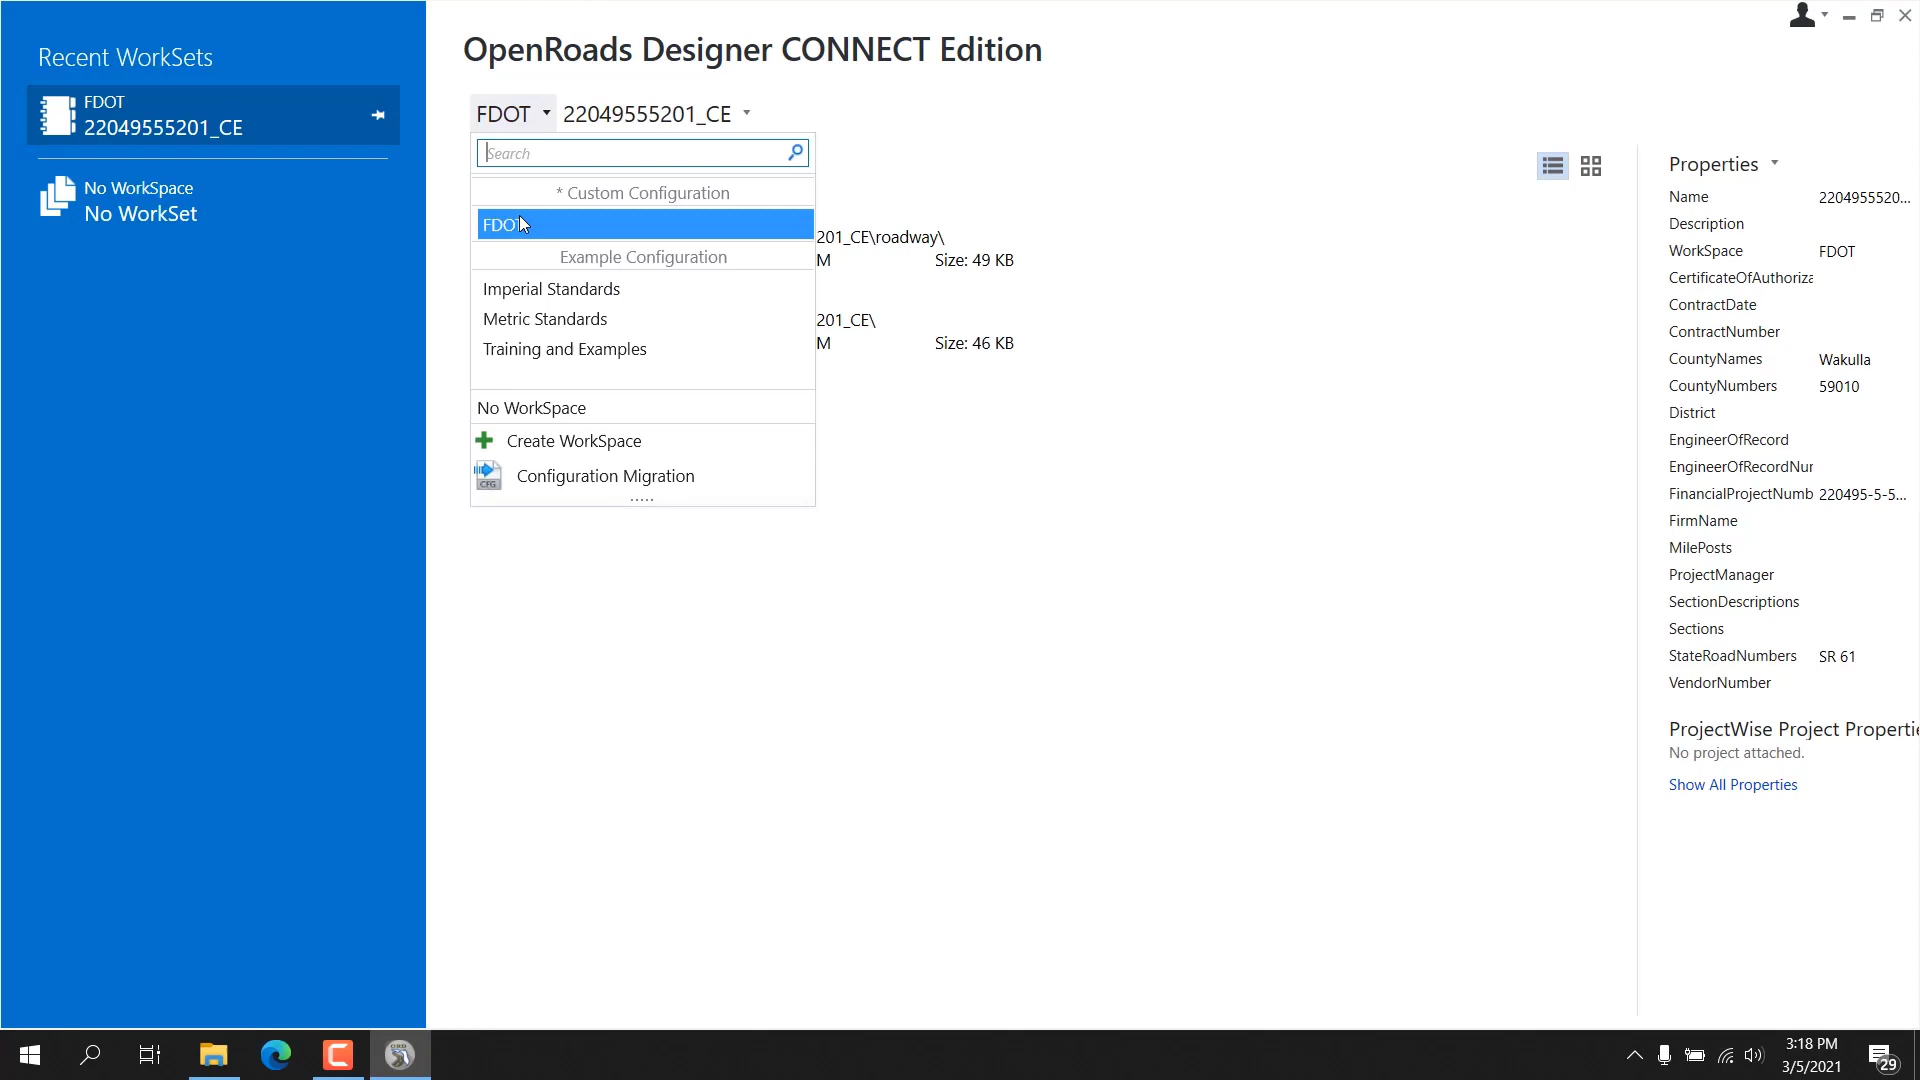 Recent WorkSets
FDOT
22049555201_CE
No WorkSpace
No WorkSet
OpenRoads Designer CONNECT Edition
FDOT 22049555201_CE
Search
* Custom Configuration
FDOT
Example Configuration
Imperial Standards
Metric Standards
Training and Examples
No WorkSpace
Create WorkSpace
CFG Configuration Migration
.....
201_CE\roadway\
M Size: 49 KB
201_CE\
M Size: 46 KB
Properties
Name 2204955520...
Description
WorkSpace FDOT
CertificateOfAuthoriza
ContractDate
ContractNumber
CountyNames Wakulla
CountyNumbers 59010
District
EngineerOfRecord
EngineerOfRecordNur
FinancialProjectNumb 220495-5-5...
FirmName
MilePosts
ProjectManager
SectionDescriptions
Sections
StateRoadNumbers SR 61
VendorNumber
ProjectWise Project Propertie
No project attached.
Show All Properties
ORD
3:18 PM
3/5/2021
29